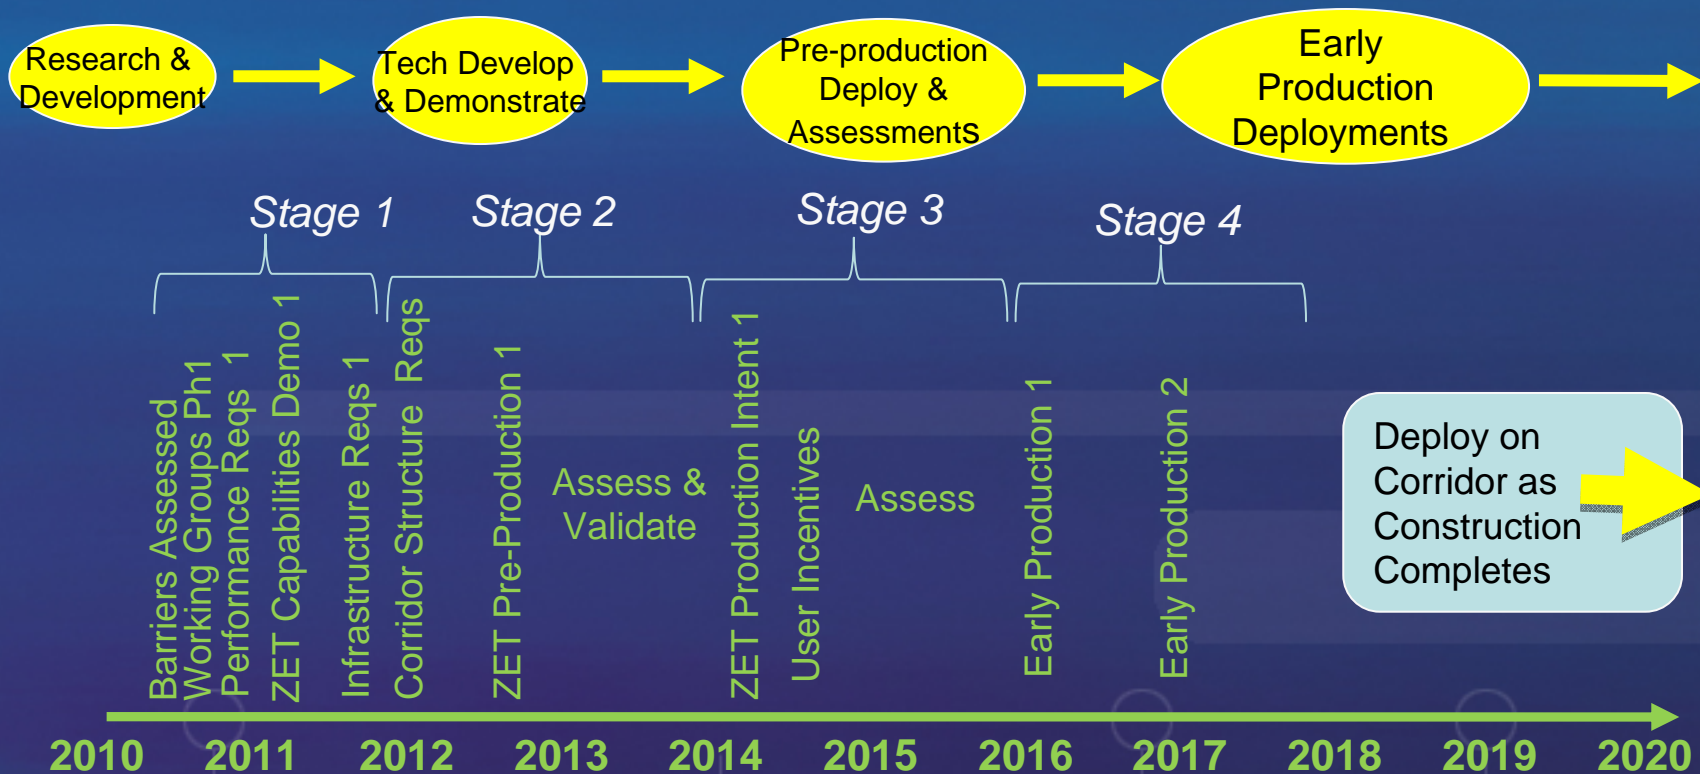 Research &
Development
Tech Develop
& Demonstrate
Pre-production
Deploy &
Assessments
Early
Production
Deployments
Stage 1
Stage 2
Stage 3
Stage 4
Barriers Assessed
Working Groups Ph1
Performance Reqs 1
ZET Capabilities Demo 1
Infrastructure Reqs 1
Corridor Structure Reqs
ZET Pre-Production 1
Assess &
Validate
ZET Production Intent 1
User Incentives
Assess
Early Production 1
Early Production 2
Deploy on
Corridor as
Construction
Completes
2010 2011 2012 2013 2014 2015 2016 2017 2018 2019 2020